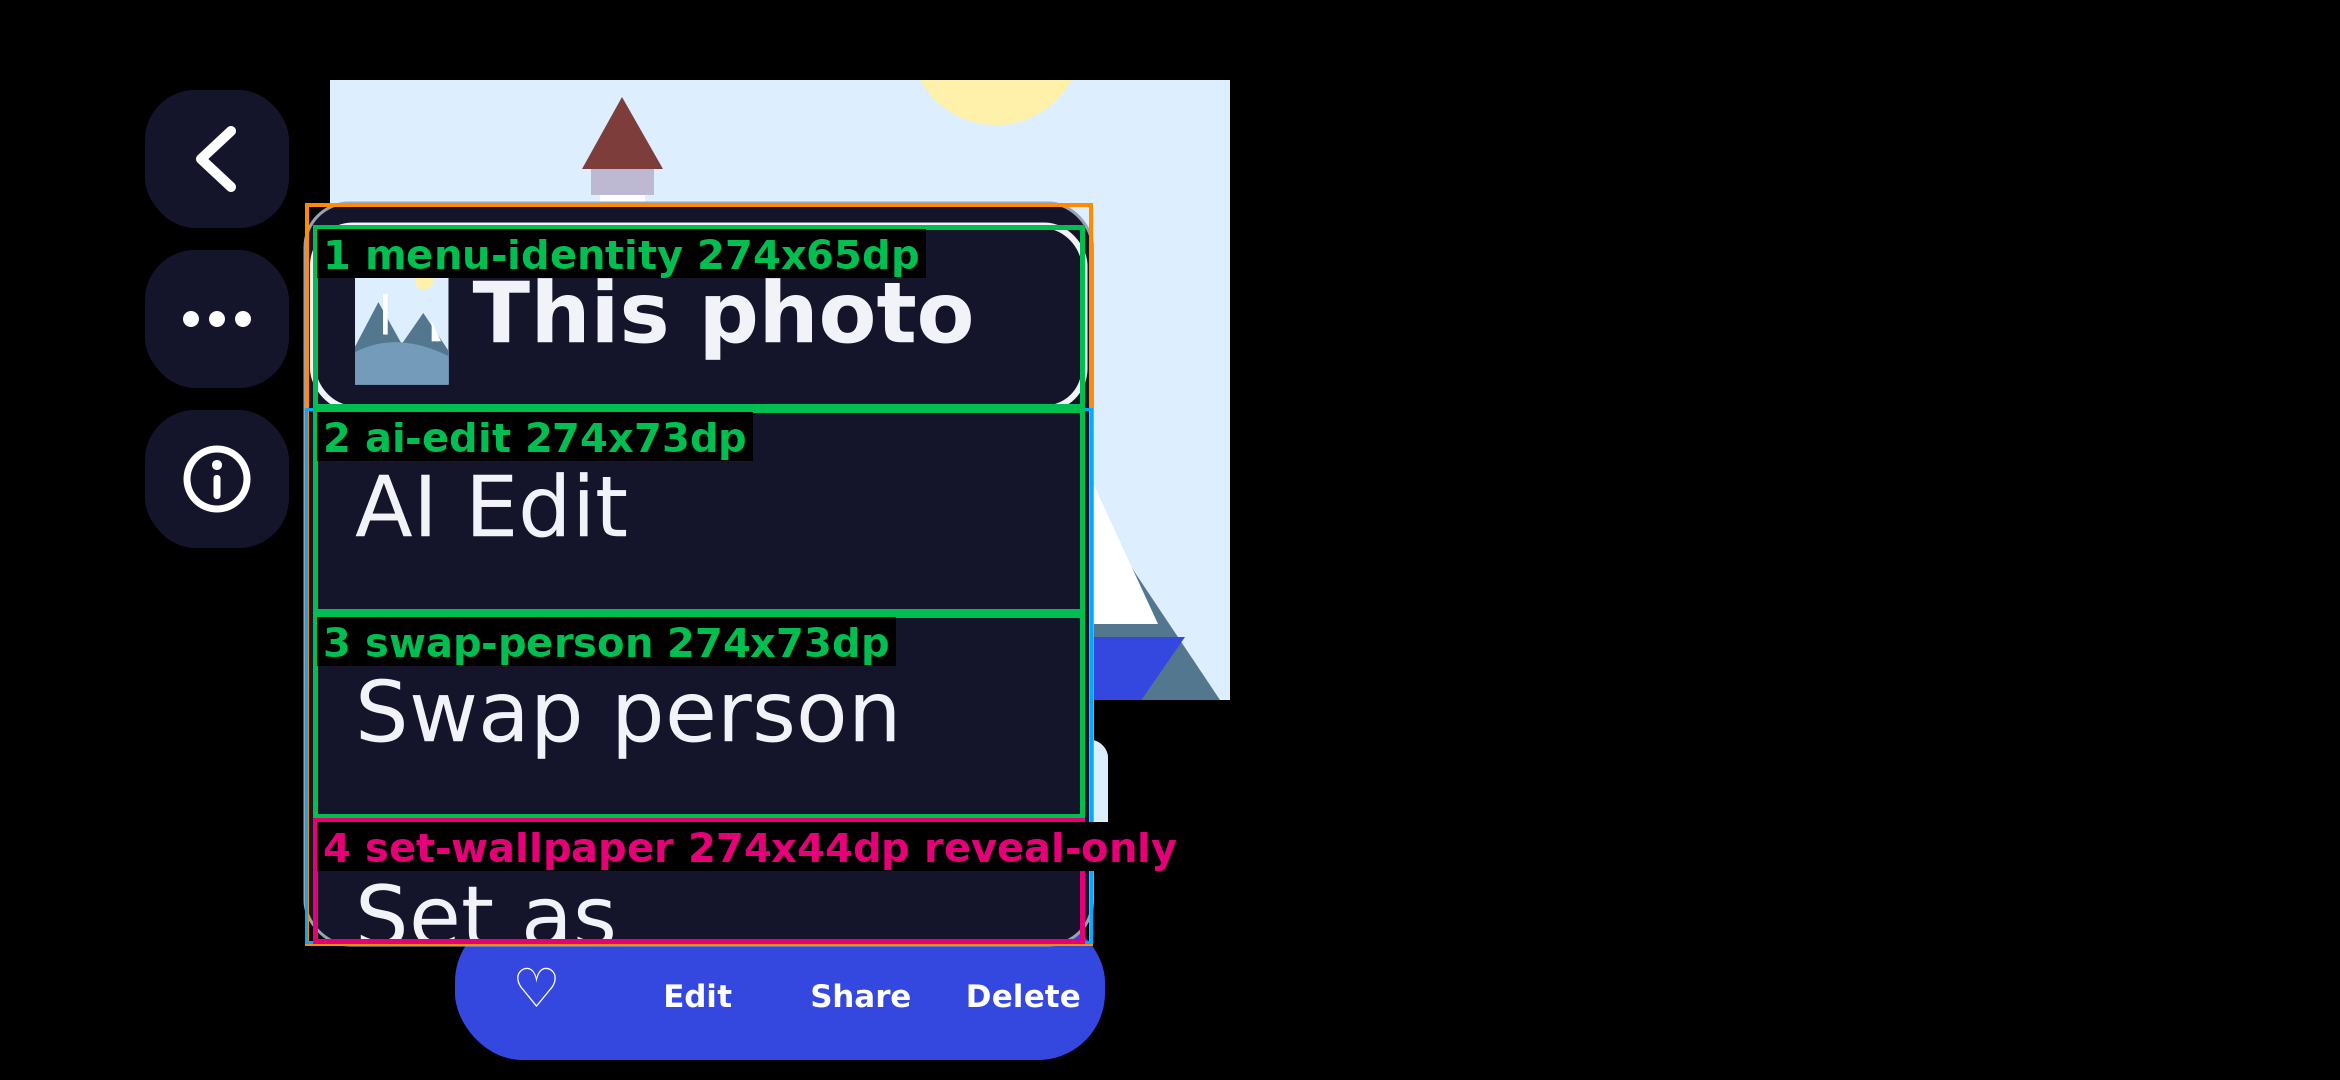 1 menu-identity 274x65dp
This photo
2 ai-edit 274x73dp
AI Edit
3 swap-person 274x73dp
Swap person
4 set-wallpaper 274x44dp reveal-only
Set as
Edit Share Delete